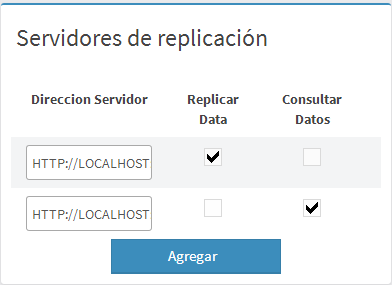 Servidores de replicación
Direccion Servidor Replicar Data Consultar Datos
HTTP://LOCALHOST
HTTP://LOCALHOST
Agregar